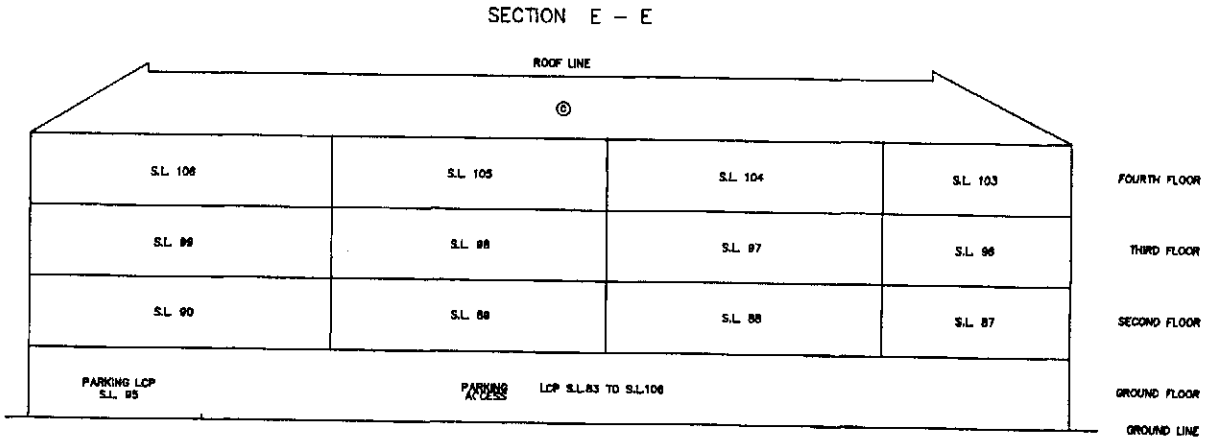 SECTION E - E
ROOF LINE
©
S.L. 106
S.L. 105
S.L. 104
S.L. 103
FOURTH FLOOR
S.L. 99
S.L. 98
S.L. 97
S.L. 96
THIRD FLOOR
S.L. 90
S.L. 89
S.L. 88
S.L. 87
SECOND FLOOR
PARKING LCP
S.L. 95
PARKING
ACCESS
LCP S.L.83 TO S.L.106
GROUND FLOOR
GROUND LINE